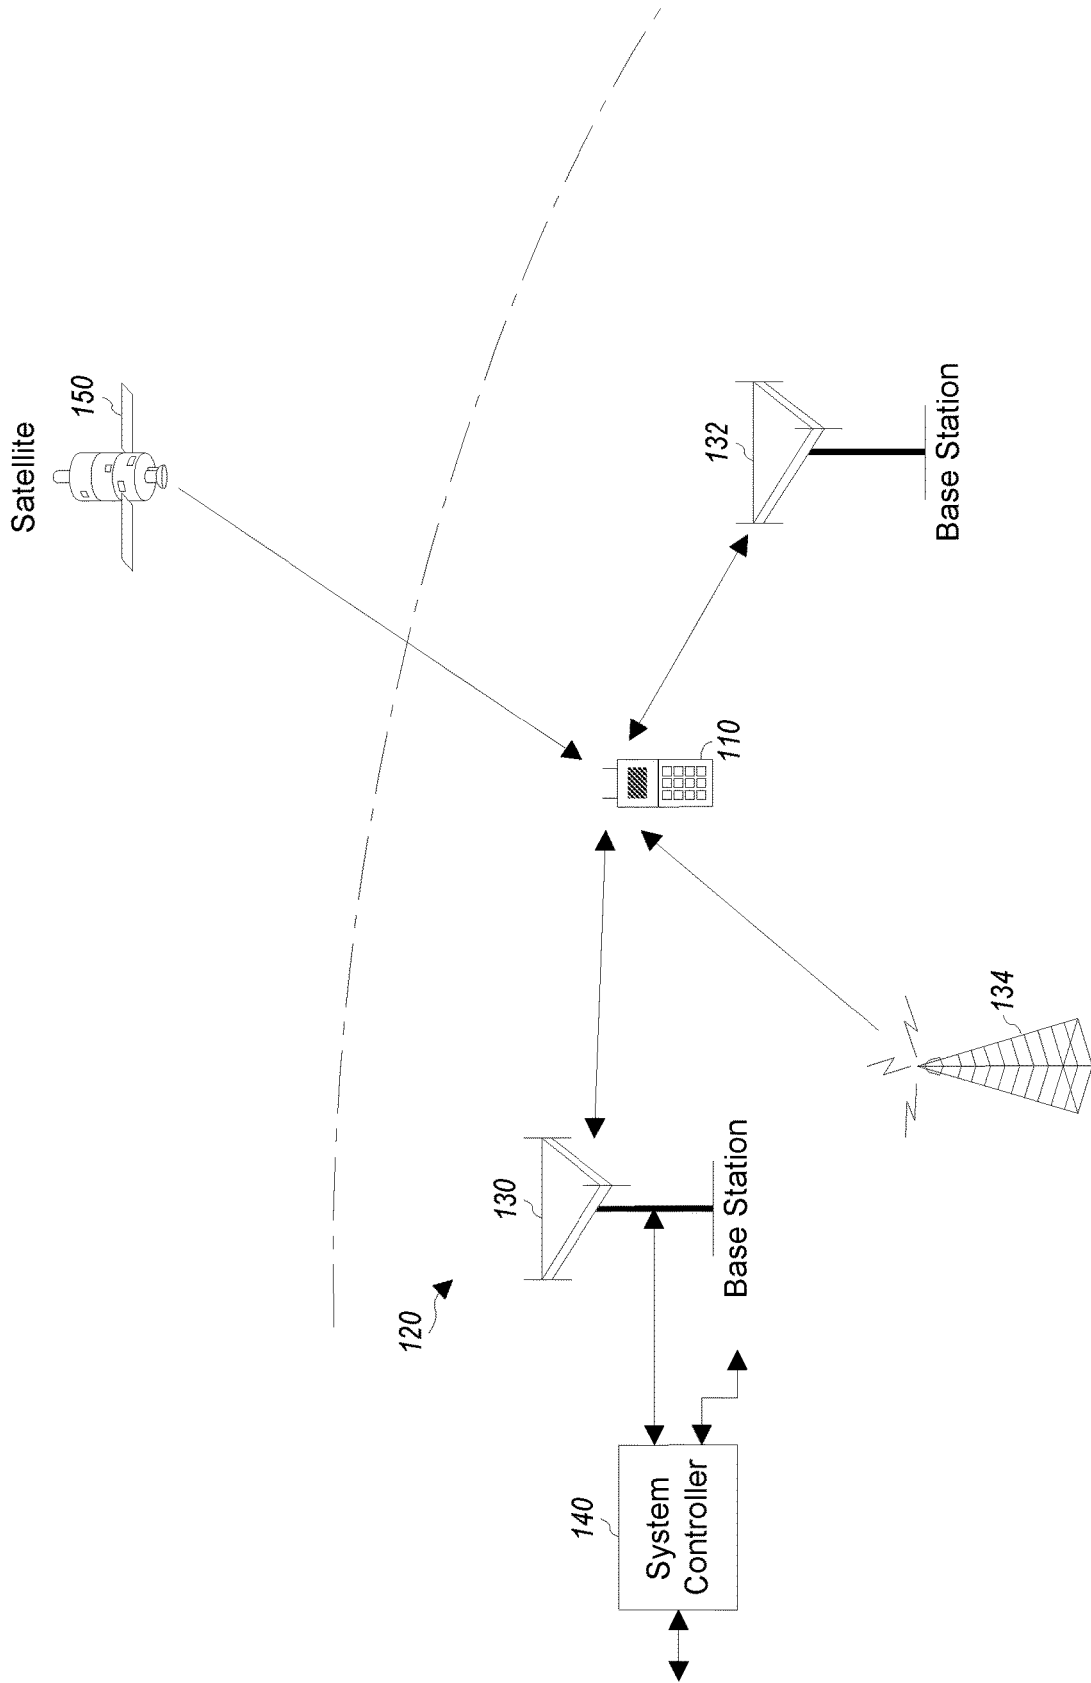 Satellite
150
120
130
132
110
Base Station
Base Station
134
140
System
Controller